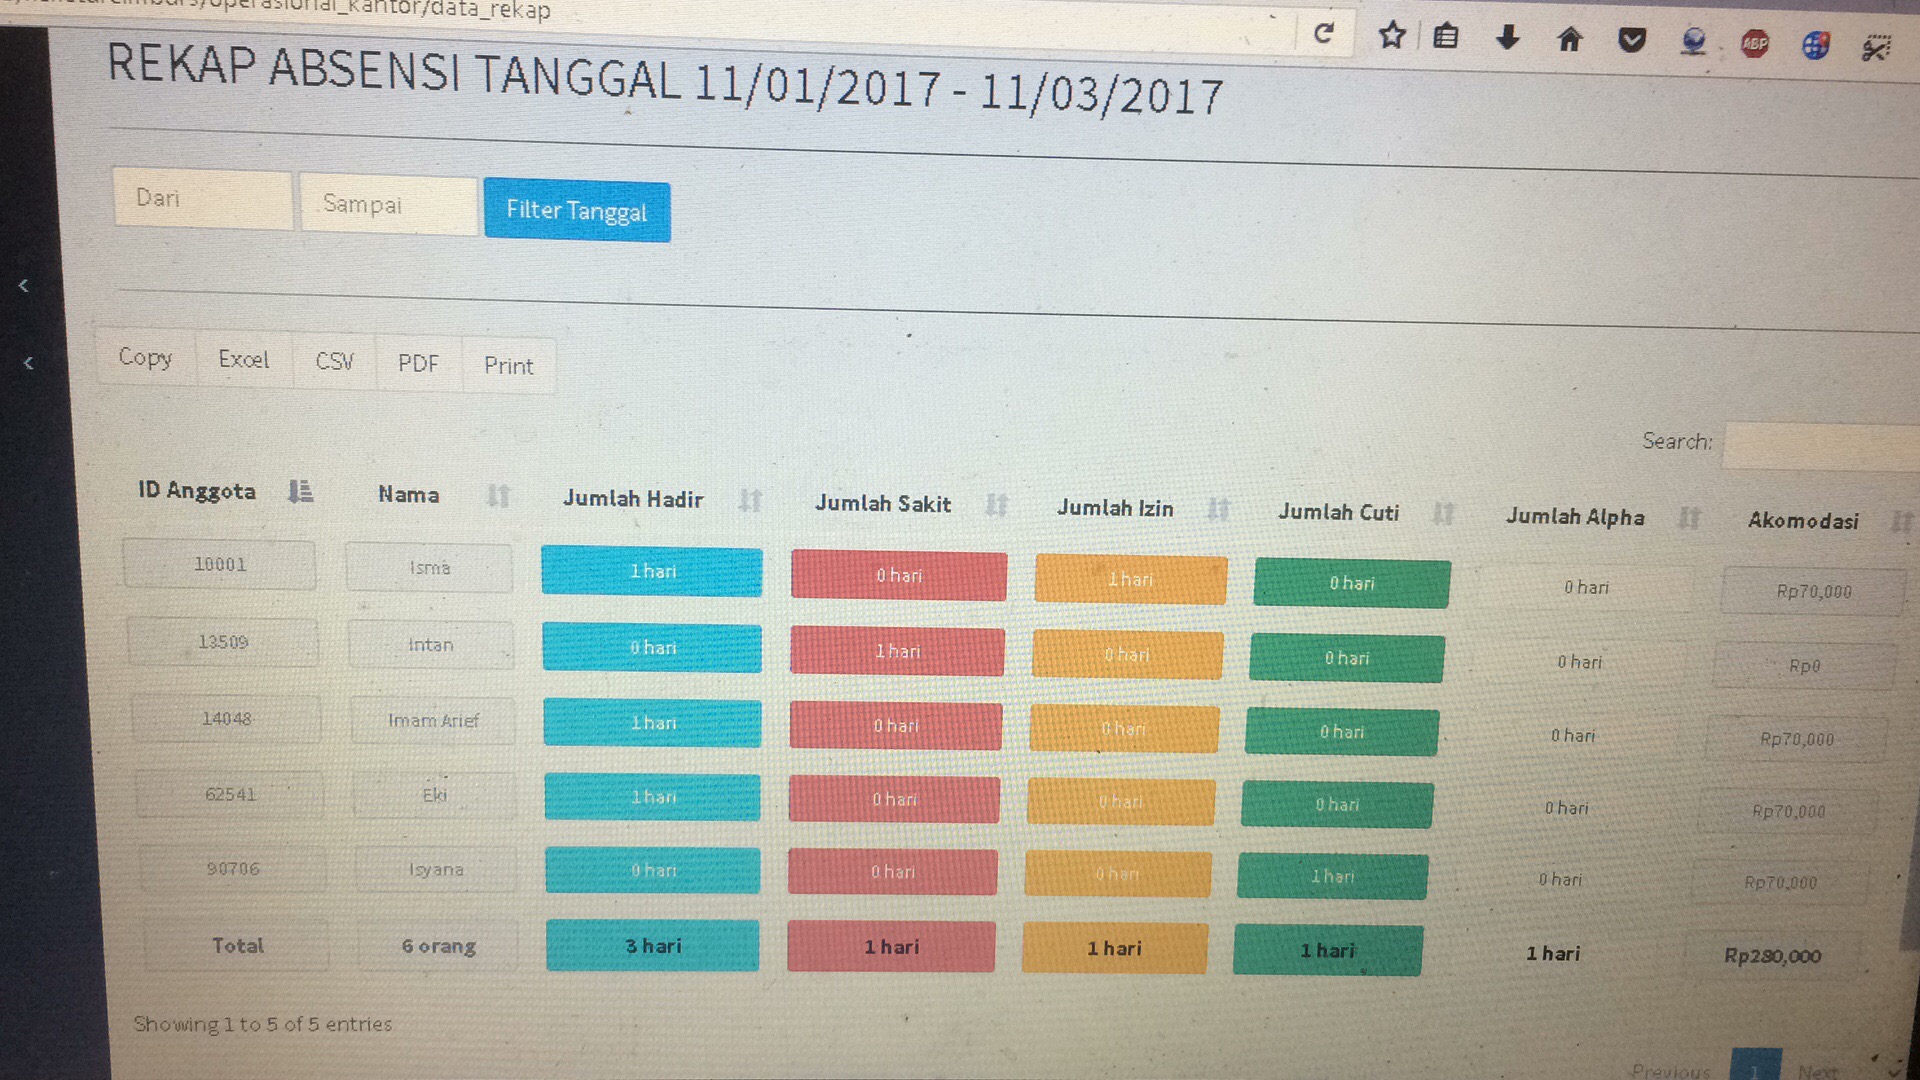 operasional_kantor/data_rekap
REKAP ABSENSI TANGGAL 11/01/2017 - 11/03/2017
Dari Sampai Filter Tanggal
Copy Excel CSV PDF Print
Search:
ID Anggota Nama Jumlah Hadir Jumlah Sakit Jumlah Izin Jumlah Cuti Jumlah Alpha Akomodasi
10001 Isma 1 hari 0 hari 1 hari 0 hari 0 hari Rp70,000
13509 Intan 0 hari 1 hari 0 hari 0 hari 0 hari Rp0
14048 Imam Arief 1 hari 0 hari 0 hari 0 hari 0 hari Rp70,000
62541 Eki 1 hari 0 hari 0 hari 0 hari 0 hari Rp70,000
90706 Isyana 0 hari 0 hari 0 hari 1 hari 0 hari Rp70,000
Total 6 orang 3 hari 1 hari 1 hari 1 hari 1 hari Rp280,000
Showing 1 to 5 of 5 entries
Previous 1 Next
ABP